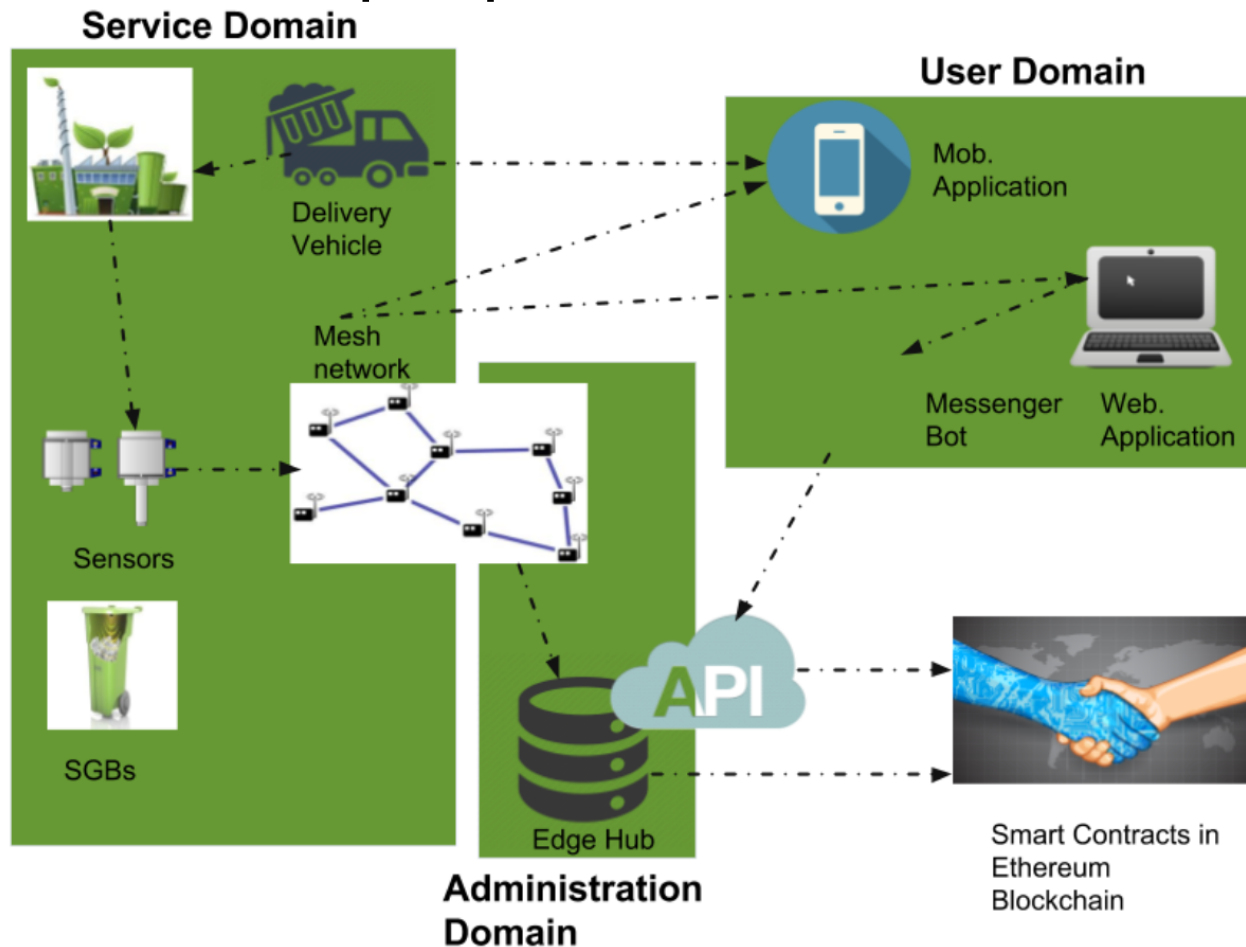 Service Domain
User Domain
Mob.
Application
Delivery
Vehicle
Mesh
network
Messenger
Bot
Web.
Application
Sensors
SGBs
API
Edge Hub
Smart Contracts in
Ethereum
Blockchain
Administration
Domain